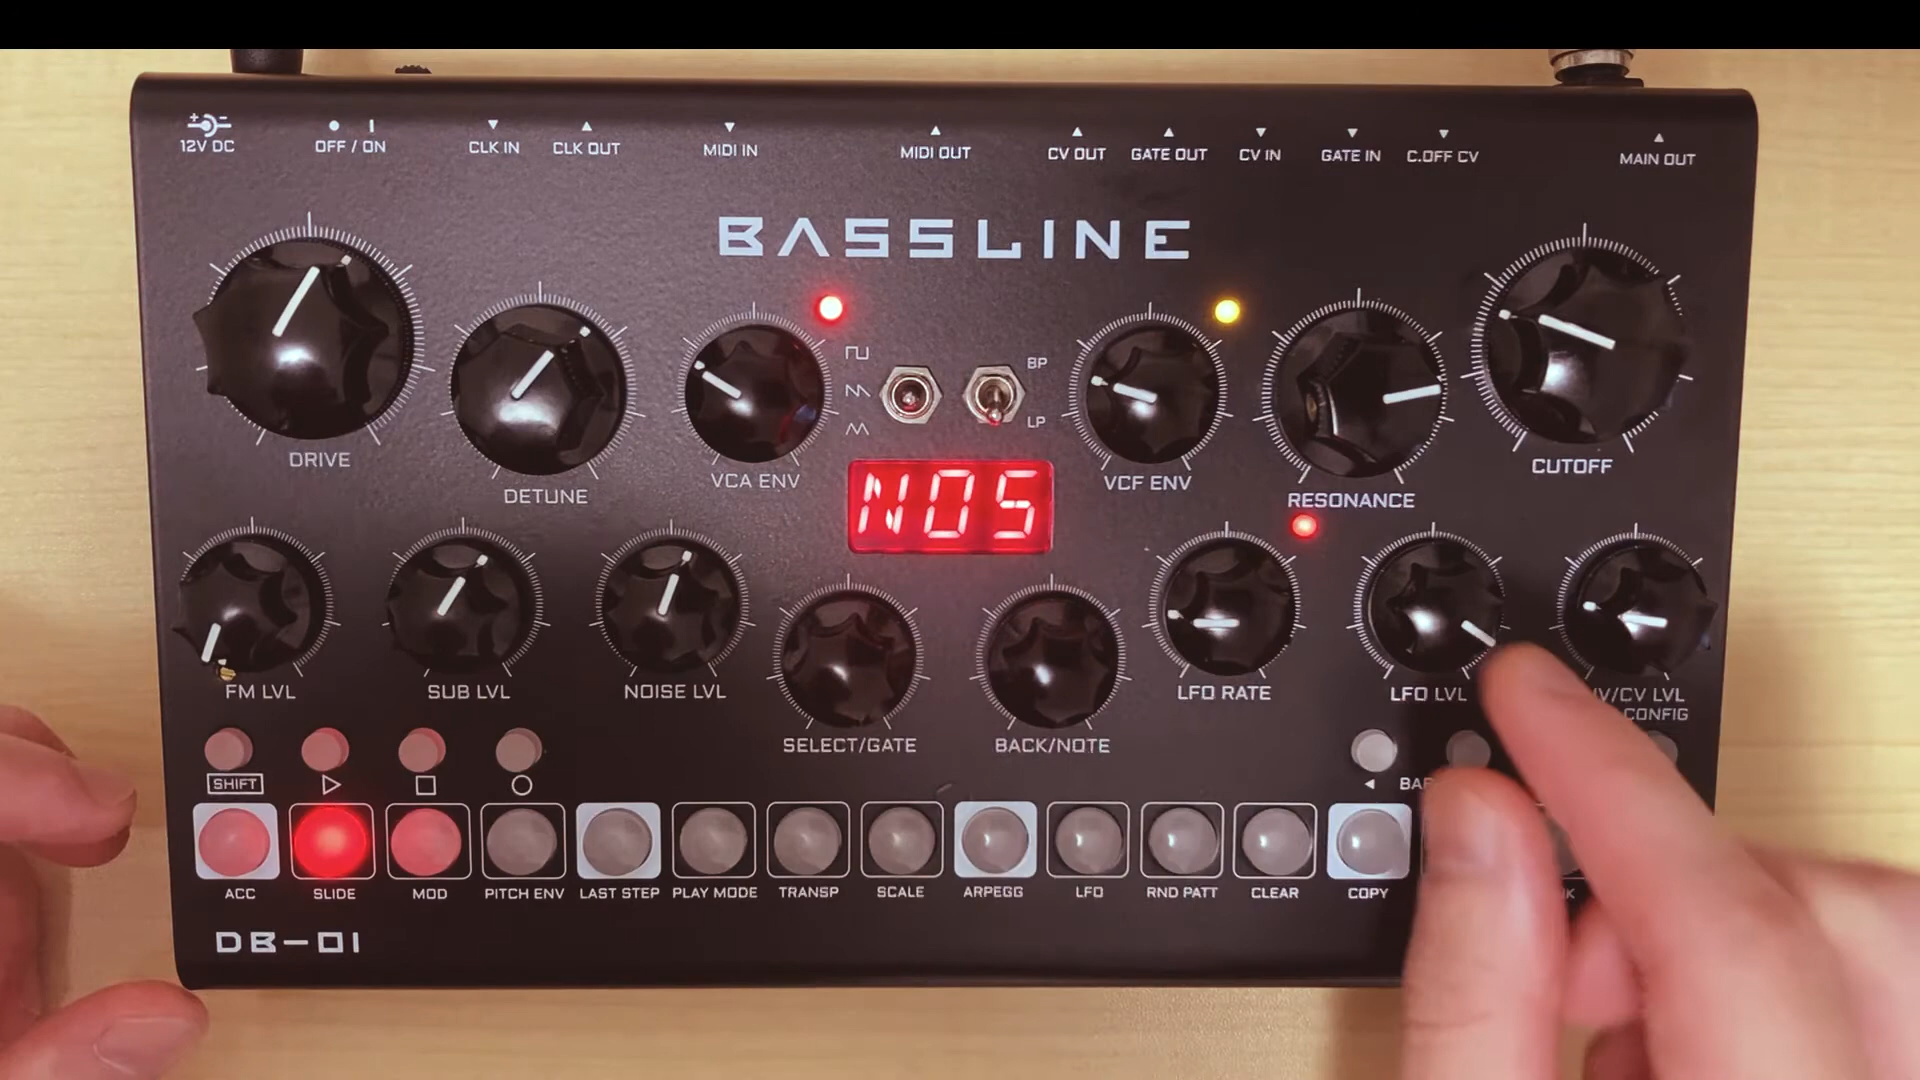 12V DC
OFF / ON
CLK IN
CLK OUT
MIDI IN
MIDI OUT
CV OUT
GATE OUT
CV IN
GATE IN
C.OFF CV
MAIN OUT
BASSLINE
BP
LP
DRIVE
DETUNE
VCA ENV
VCF ENV
RESONANCE
CUTOFF
N05
FM LVL
SUB LVL
NOISE LVL
SELECT/GATE
BACK/NOTE
LFO RATE
LFO LVL
/CV LVL
CONFIG
SHIFT
ACC
SLIDE
MOD
PITCH ENV
LAST STEP
PLAY MODE
TRANSP
SCALE
ARPEGG
LFO
RND PATT
CLEAR
COPY
DB-01